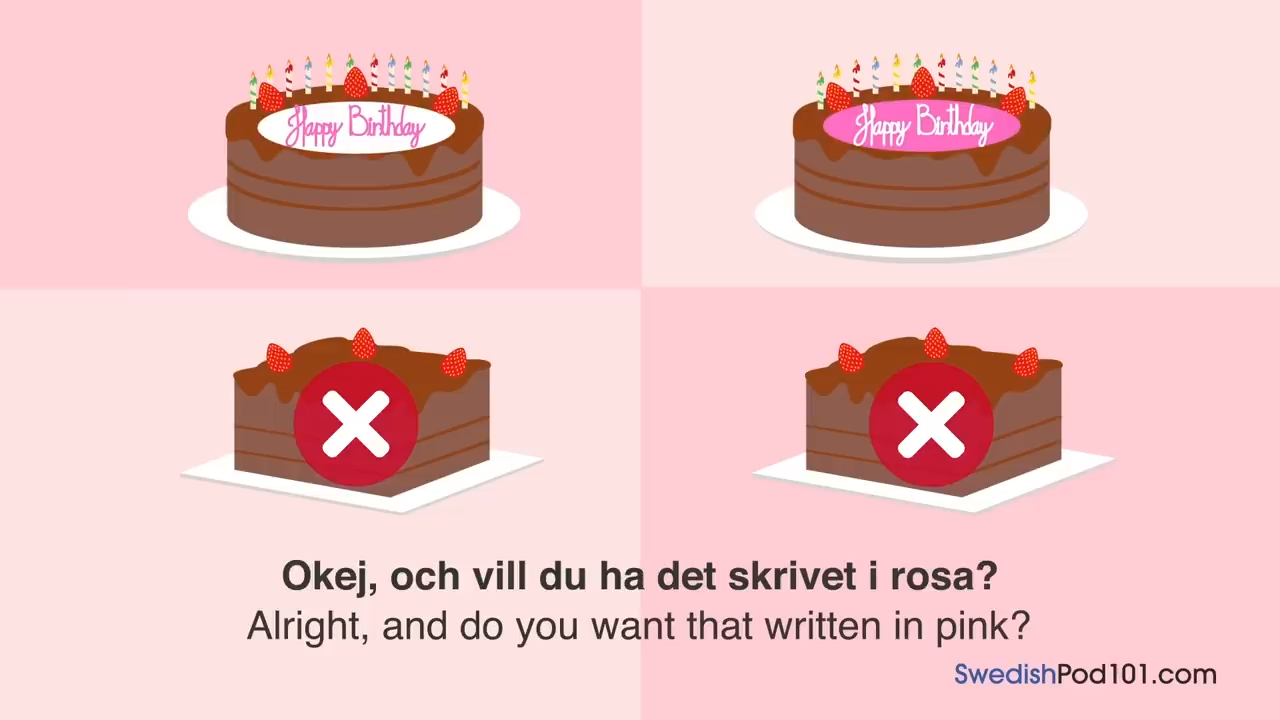 Happy Birthday
Happy Birthday
Okej, och vill du ha det skrivet i rosa?
Alright, and do you want that written in pink?
SwedishPod101.com